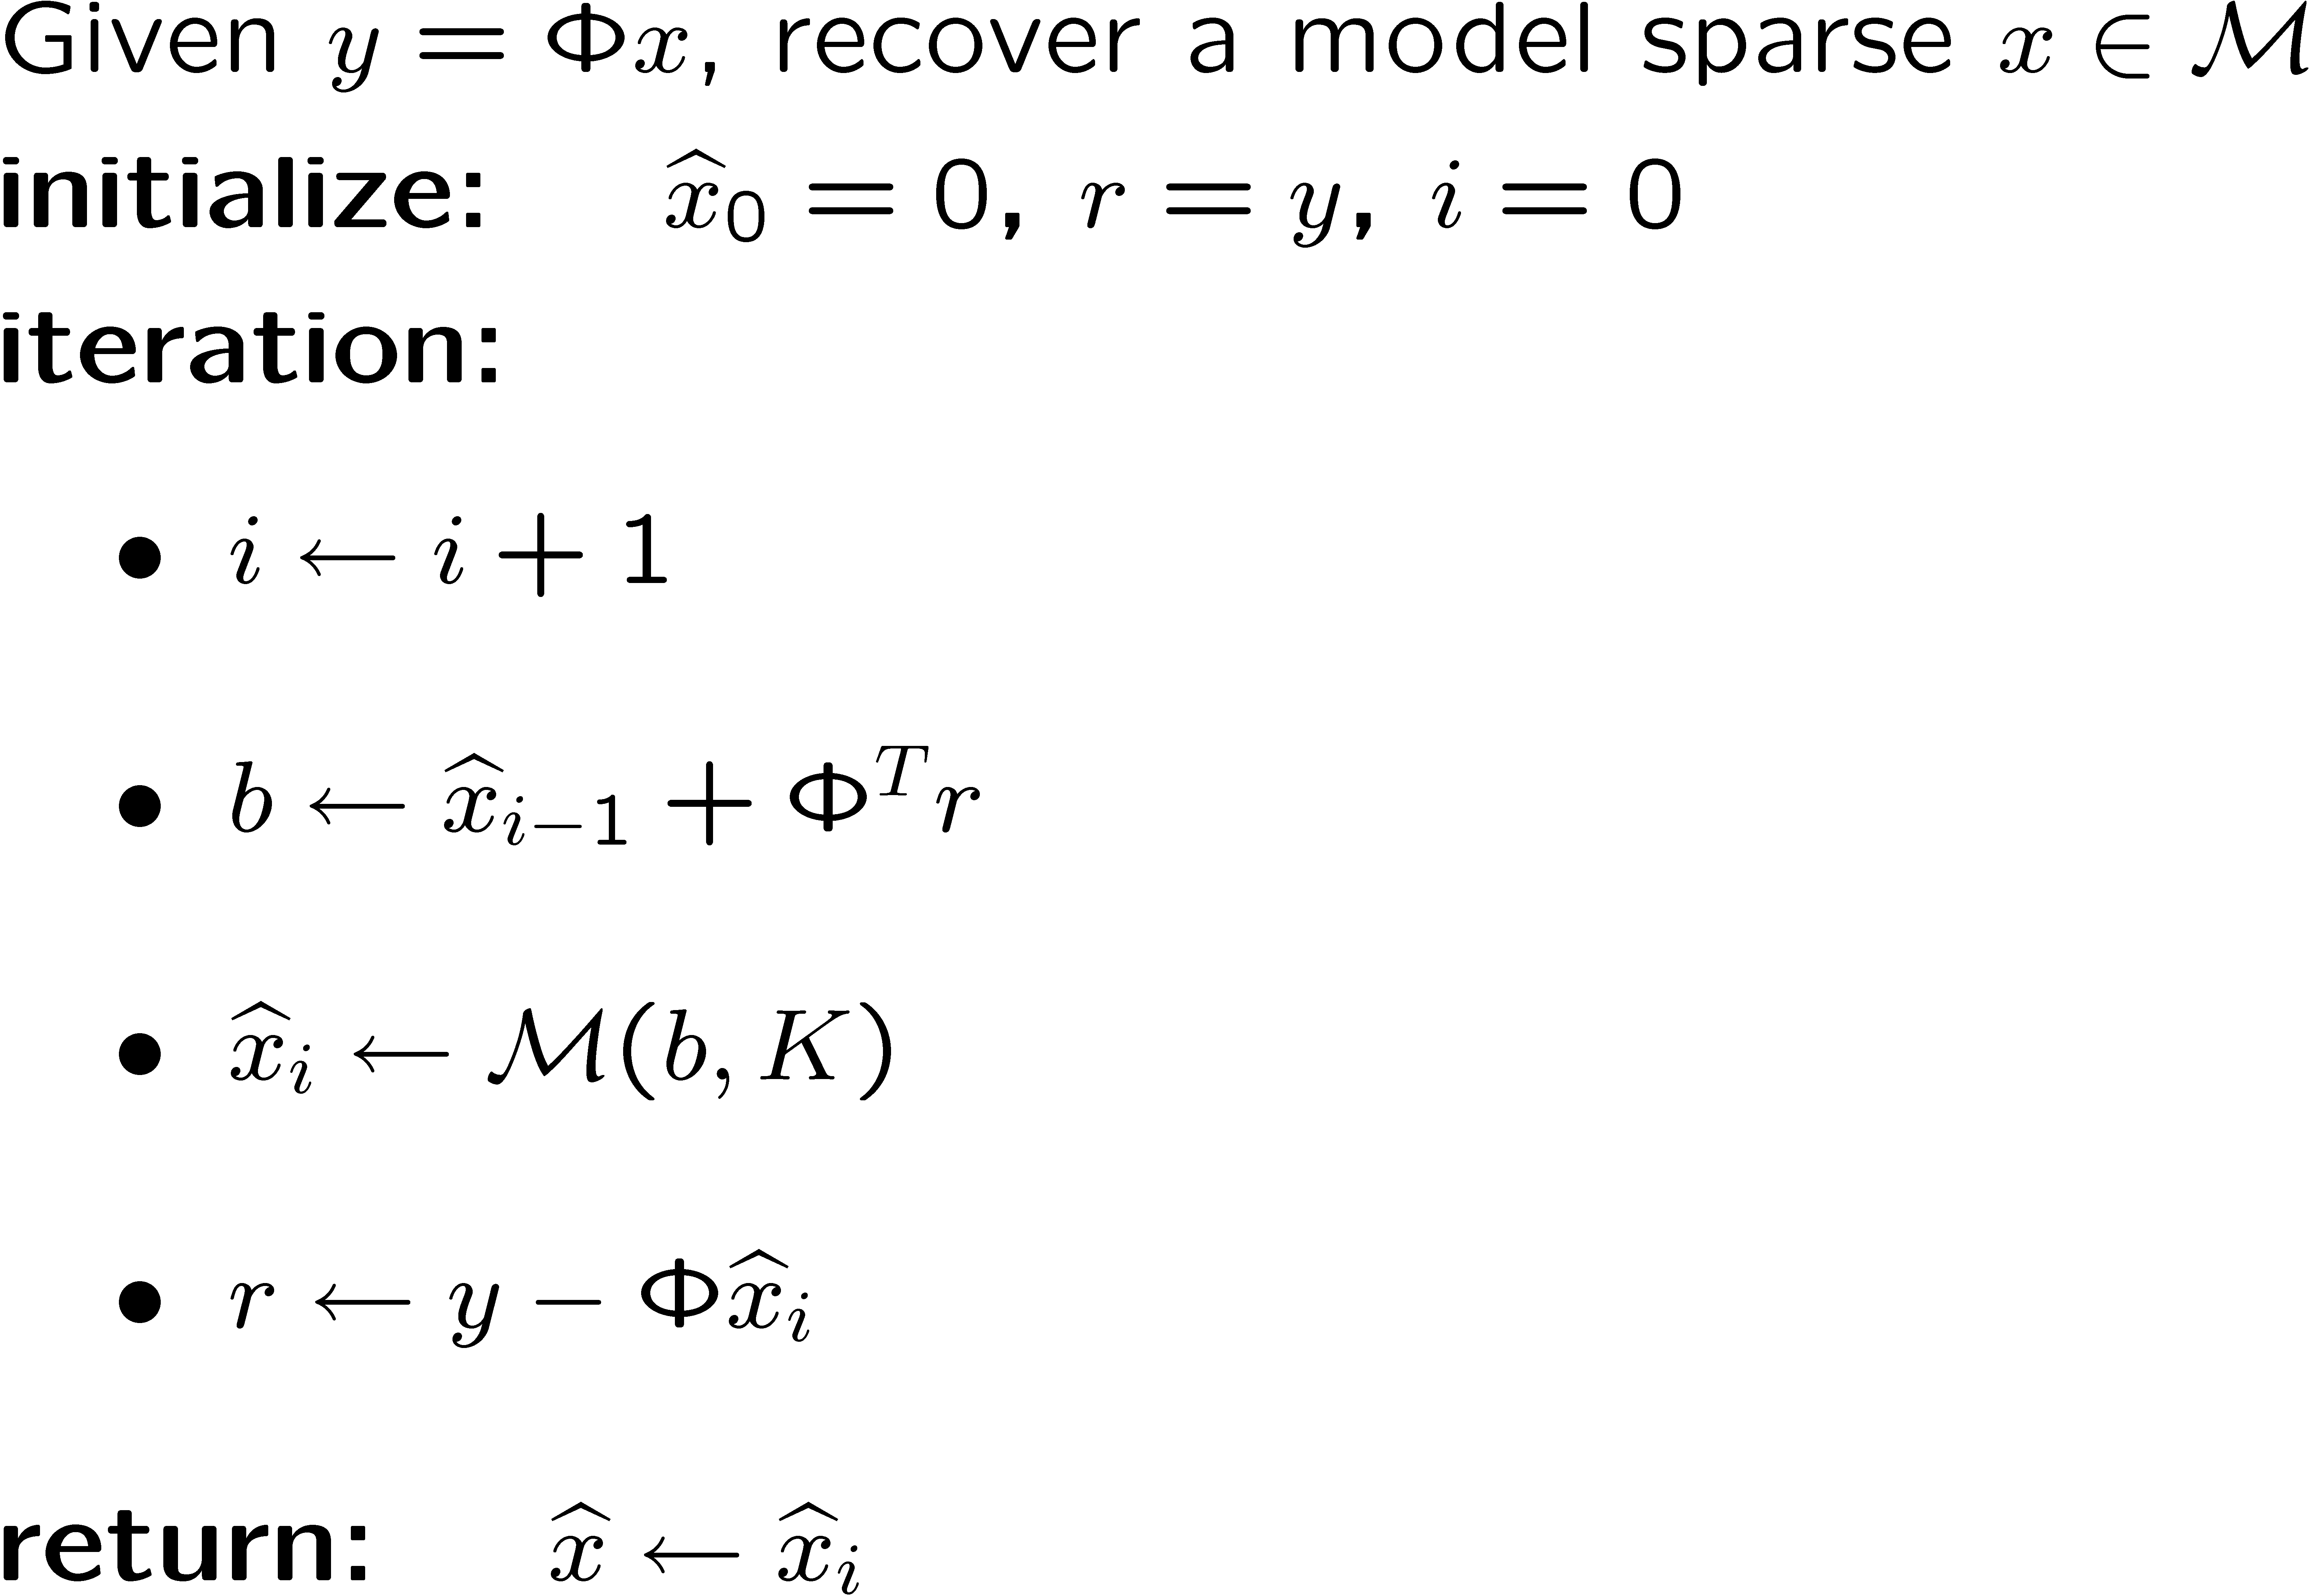 Given y = Φx, recover a model sparse x ∈ ℳ
initialize: x̂₀ = 0, r = y, i = 0
iteration:
• i ← i + 1
• b ← x̂ᵢ₋₁ + Φᵀr
• x̂ᵢ ← ℳ(b, K)
• r ← y − Φx̂ᵢ
return: x̂ ← x̂ᵢ